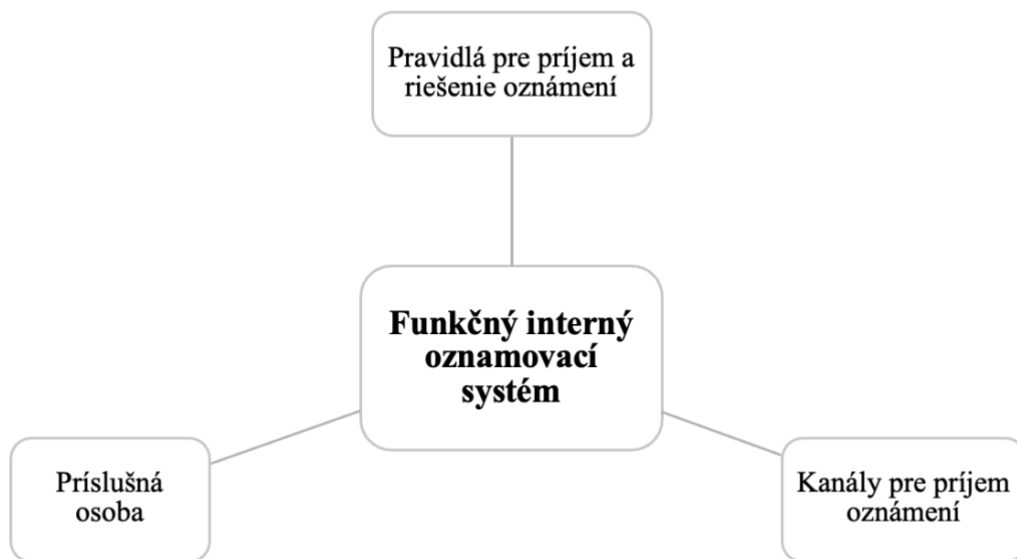 Pravidlá pre príjem a
riešenie oznámení
Funkčný interný
oznamovací
systém
Príslušná
osoba
Kanály pre príjem
oznámení